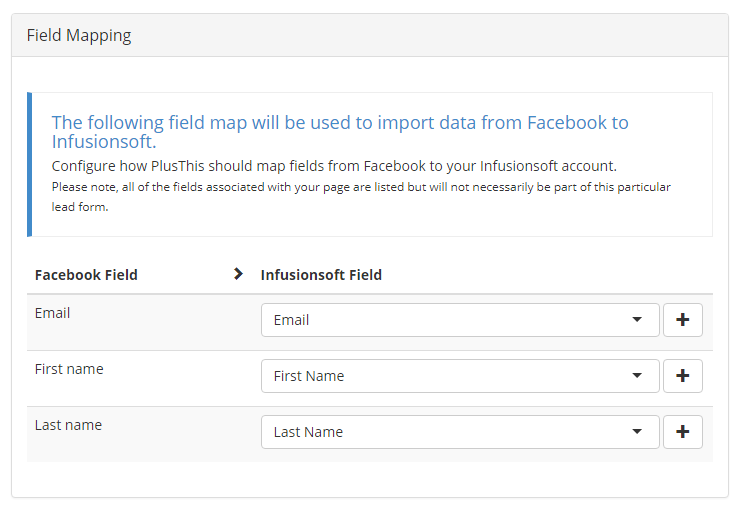 Field Mapping
The following field map will be used to import data from Facebook to
Infusionsoft.
Configure how PlusThis should map fields from Facebook to your Infusionsoft account.
Please note, all of the fields associated with your page are listed but will not necessarily be part of this particular
lead form.
Facebook Field Infusionsoft Field
Email Email
First name First Name
Last name Last Name